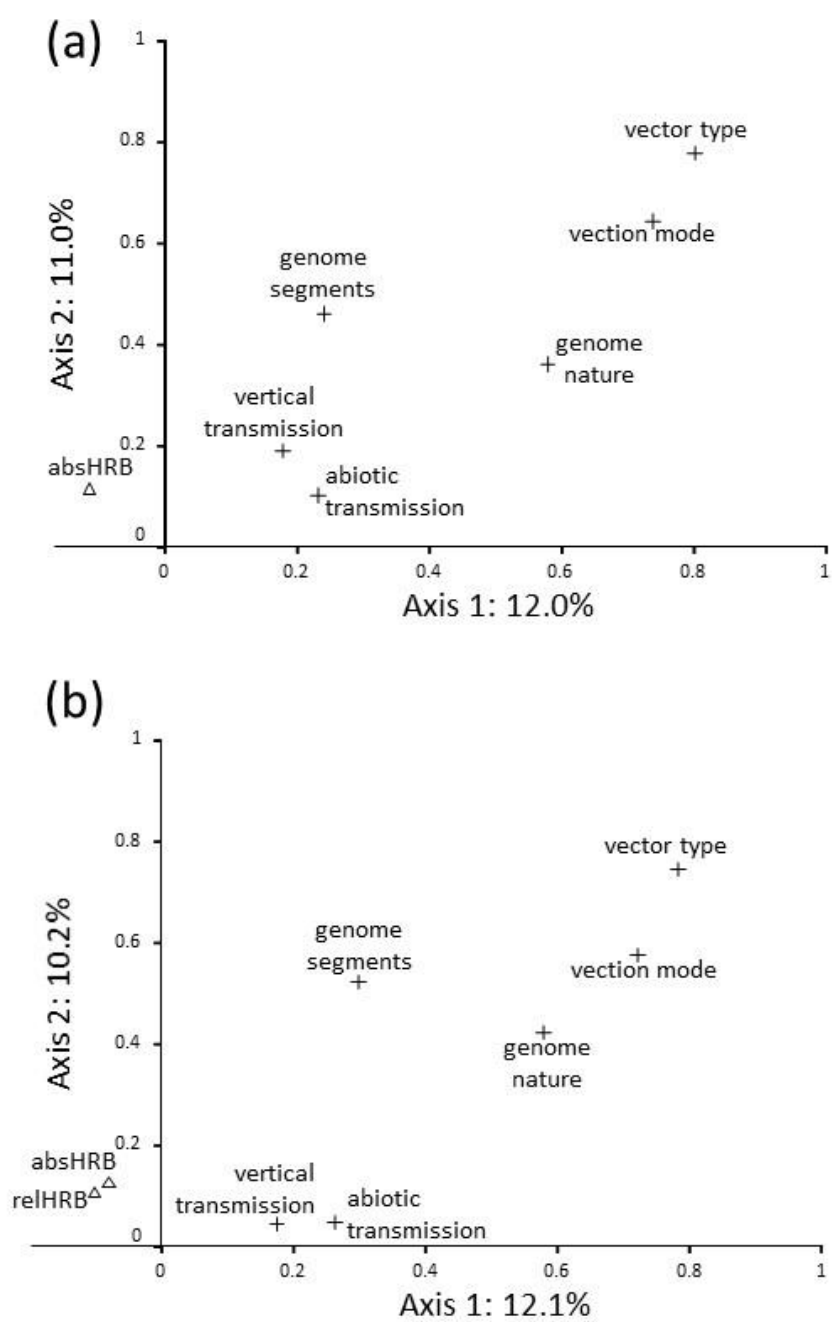 (a)
1
0.8
0.6
0.4
0.2
0
Axis 2: 11.0%
vector type
vection mode
genome
segments
genome
nature
vertical
transmission
abiotic
transmission
absHRB
0
0.2
0.4
0.6
0.8
1
Axis 1: 12.0%
(b)
1
0.8
0.6
0.4
0.2
0
Axis 2: 10.2%
vector type
genome
segments
vection mode
genome
nature
absHRB
relHRB
vertical
transmission
abiotic
transmission
0
0.2
0.4
0.6
0.8
1
Axis 1: 12.1%